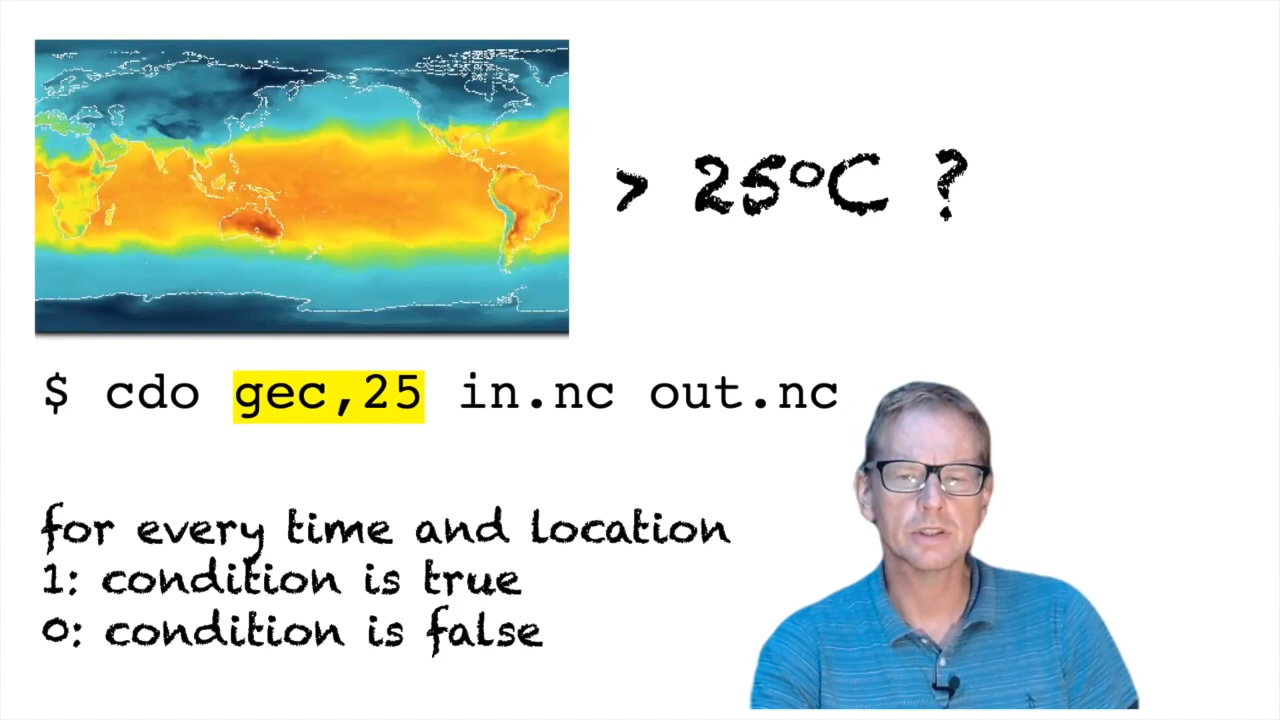 > 25°C ?
$ cdo gec,25 in.nc out.nc
for every time and location
1: condition is true
0: condition is false